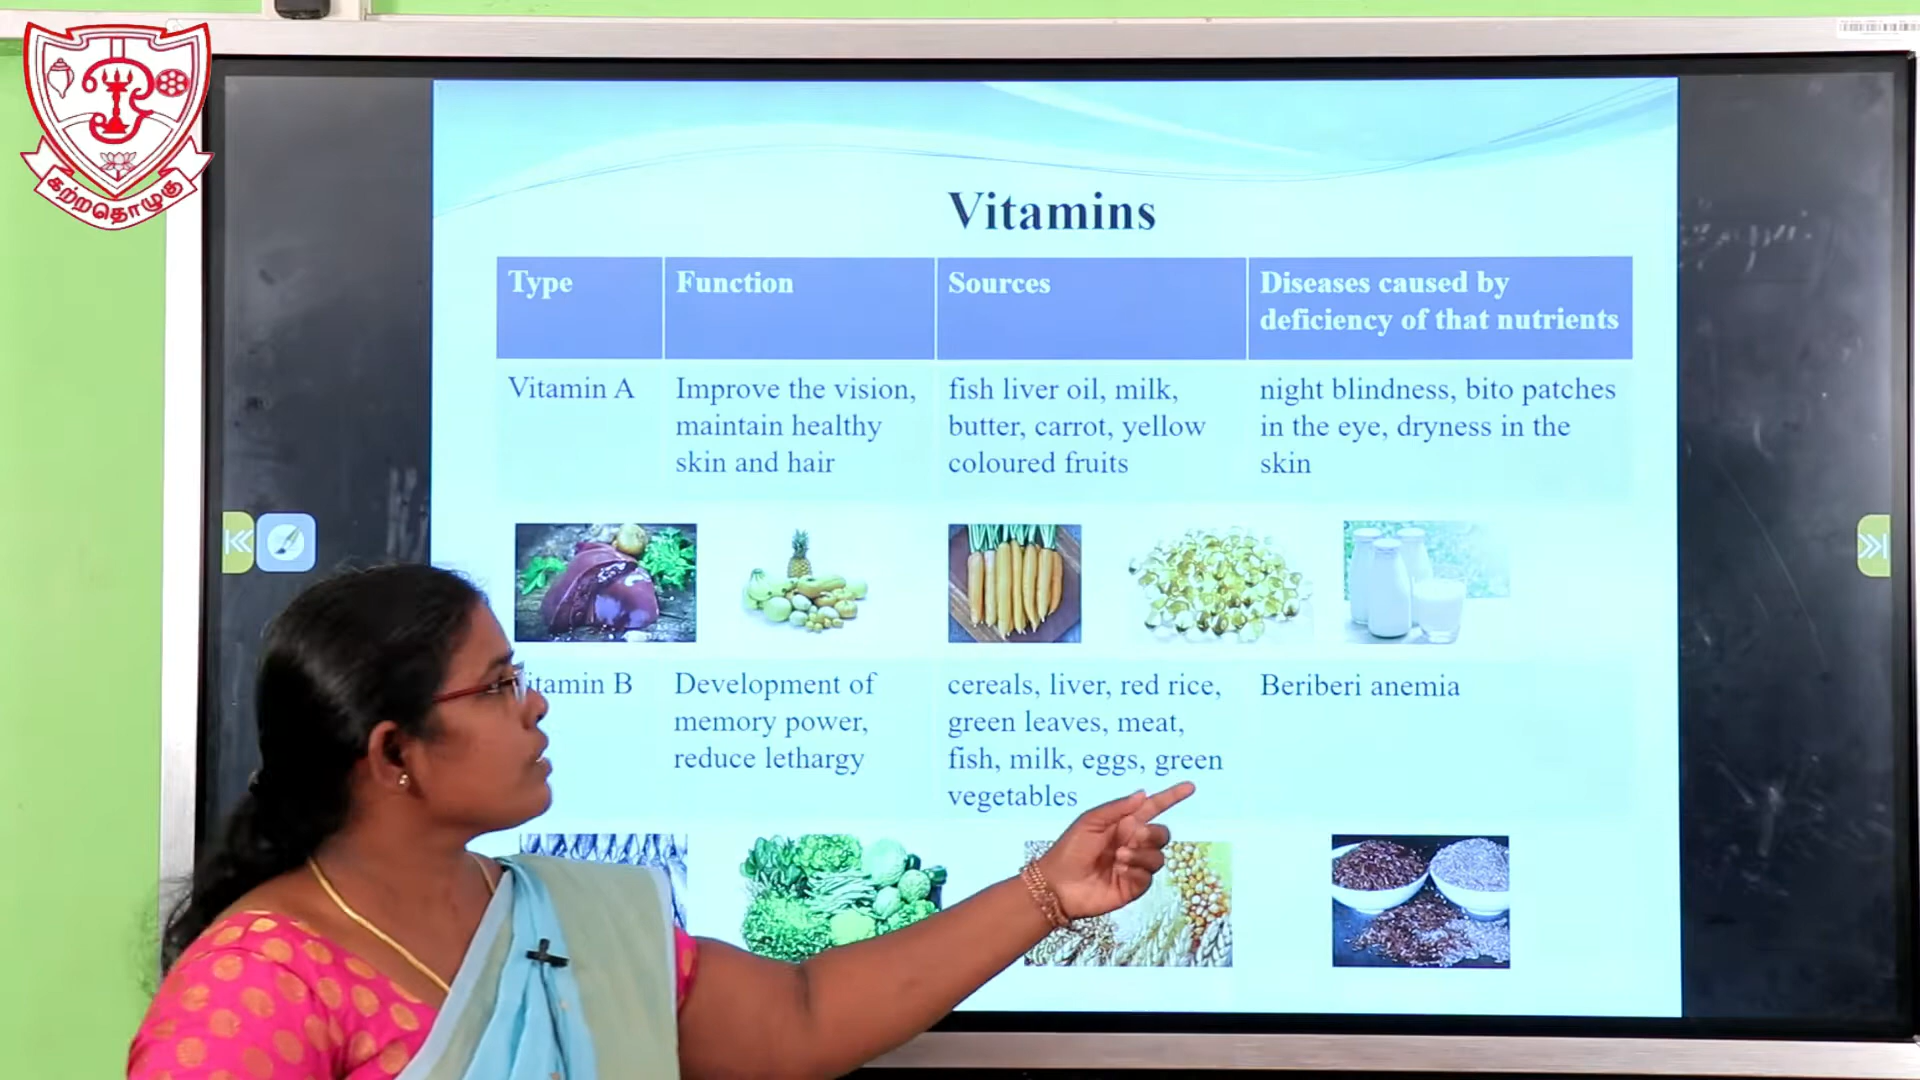 கற்றதொழுகு
Vitamins
Type
Function
Sources
Diseases caused by
deficiency of that nutrients
Vitamin A
Improve the vision,
maintain healthy
skin and hair
fish liver oil, milk,
butter, carrot, yellow
coloured fruits
night blindness, bito patches
in the eye, dryness in the
skin
itamin B
Development of
memory power,
reduce lethargy
cereals, liver, red rice,
green leaves, meat,
fish, milk, eggs, green
vegetables
Beriberi anemia